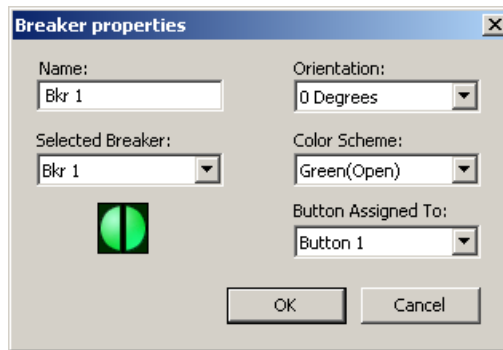 Breaker properties
Name:
Bkr 1
Orientation:
0 Degrees
Selected Breaker:
Bkr 1
Color Scheme:
Green(Open)
Button Assigned To:
Button 1
OK
Cancel